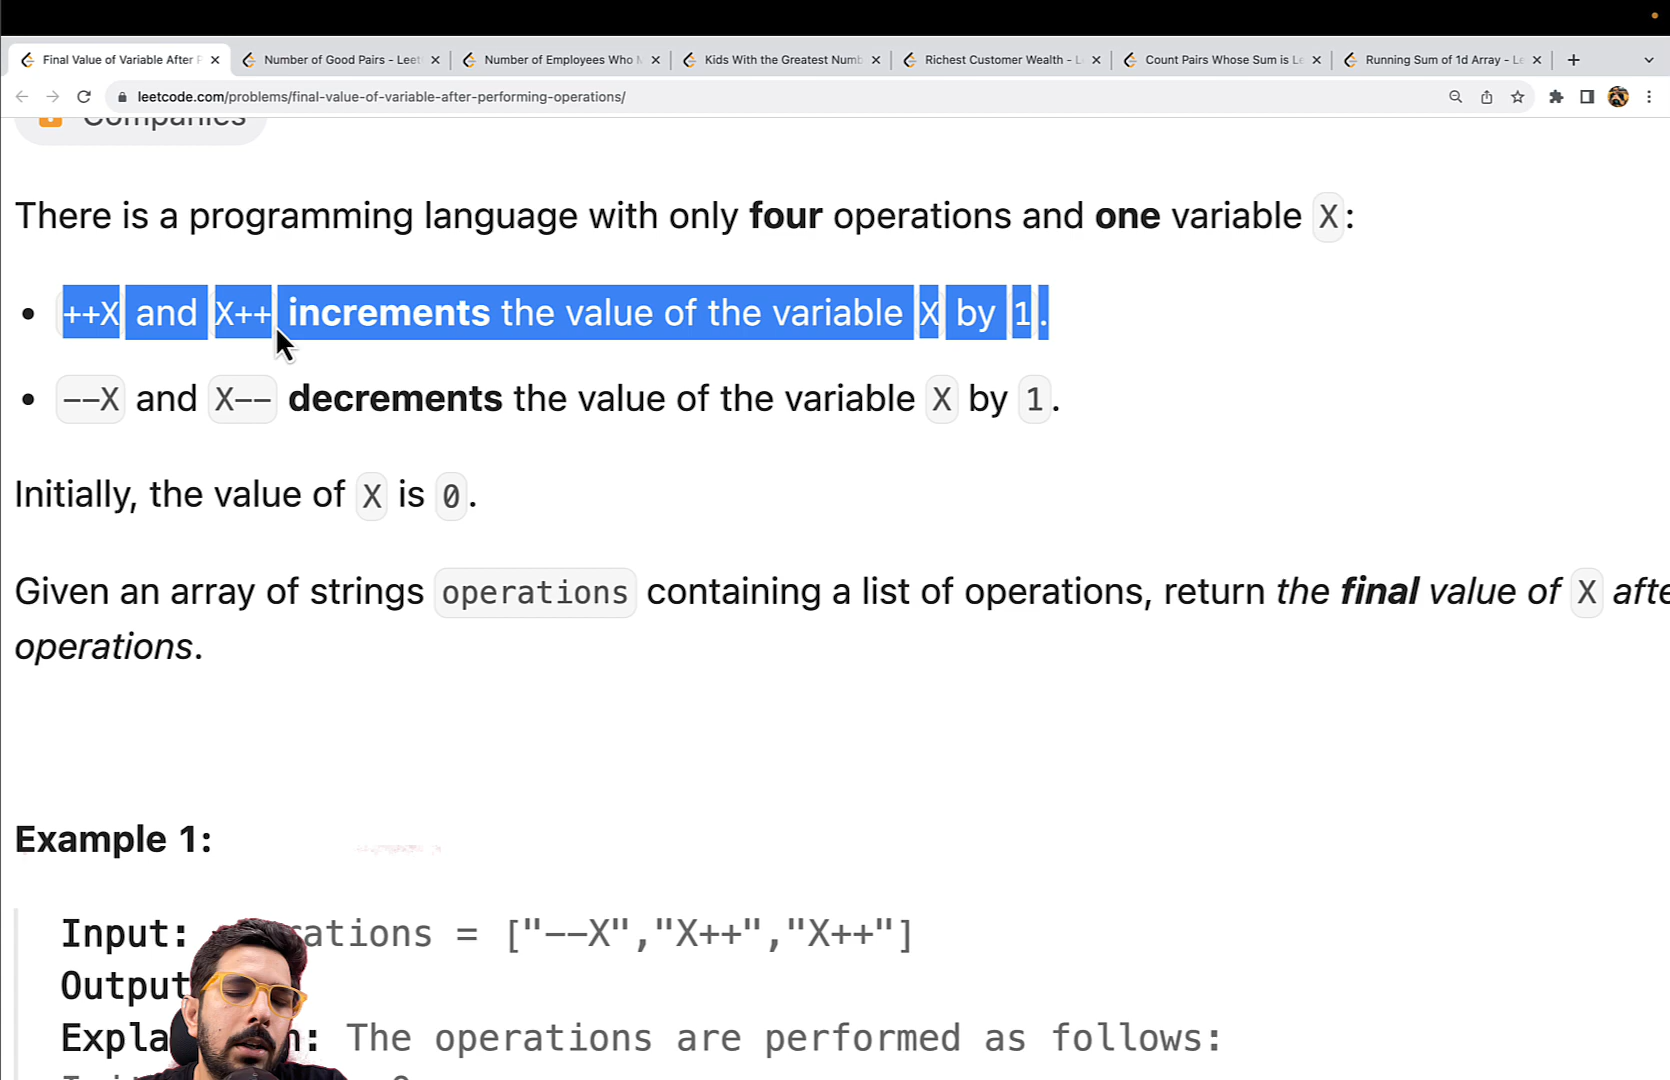 Final Value of Variable After P
Number of Good Pairs - Leet
Number of Employees Who M
Kids With the Greatest Numb
Richest Customer Wealth - L
Count Pairs Whose Sum is Le
Running Sum of 1d Array - Le
leetcode.com/problems/final-value-of-variable-after-performing-operations/
Companies
There is a programming language with only four operations and one variable X:
• ++X and X++ increments the value of the variable X by 1.
• --X and X-- decrements the value of the variable X by 1.
Initially, the value of X is 0.
Given an array of strings operations containing a list of operations, return the final value of X afte
operations.
Example 1:
Input: rations = ["--X","X++","X++"]
Output
Expla n: The operations are performed as follows: